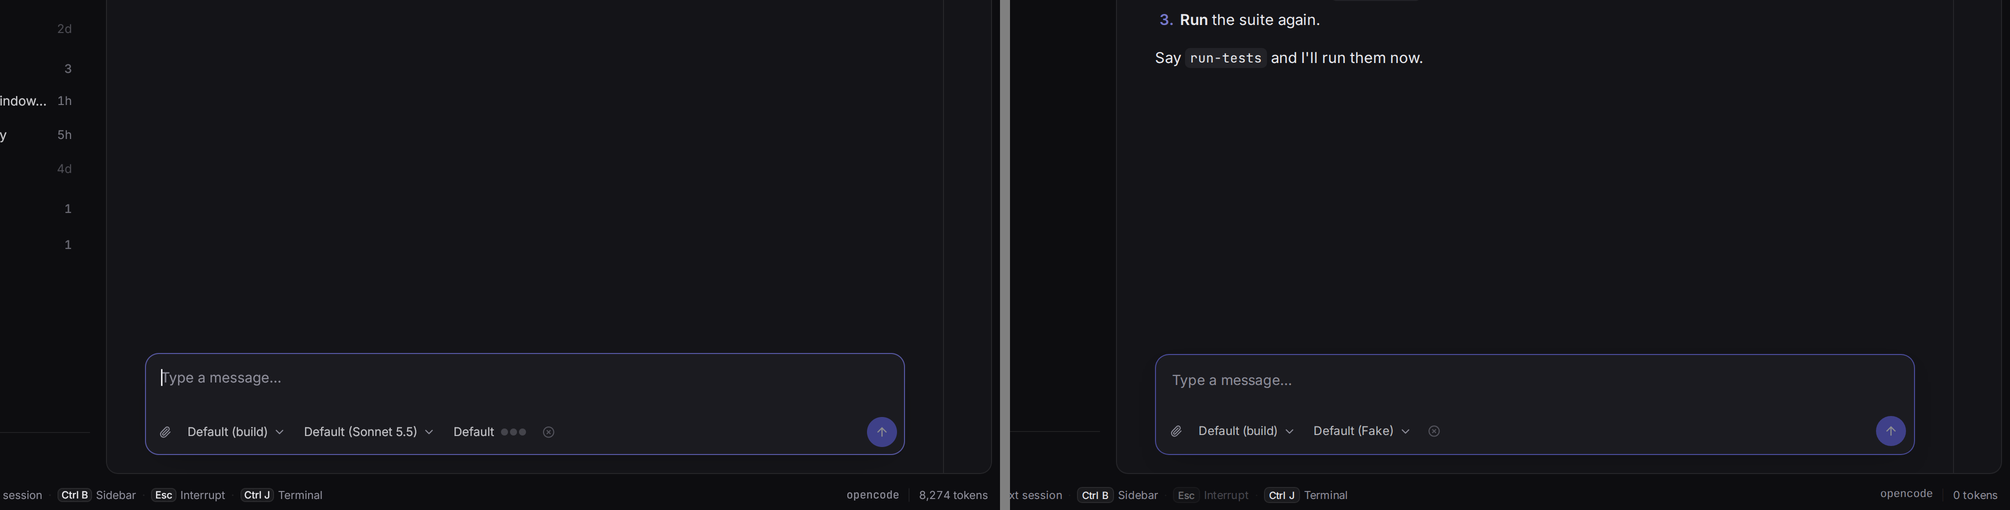 2d
3
indow... 1h
y 5h
4d
1
1
Type a message...
Default (build) Default (Sonnet 5.5) Default
session · Ctrl B Sidebar · Esc Interrupt · Ctrl J Terminal
opencode 8,274 tokens
3. Run the suite again.
Say run-tests and I'll run them now.
Type a message...
Default (build) Default (Fake)
xt session · Ctrl B Sidebar · Esc Interrupt · Ctrl J Terminal
opencode 0 tokens